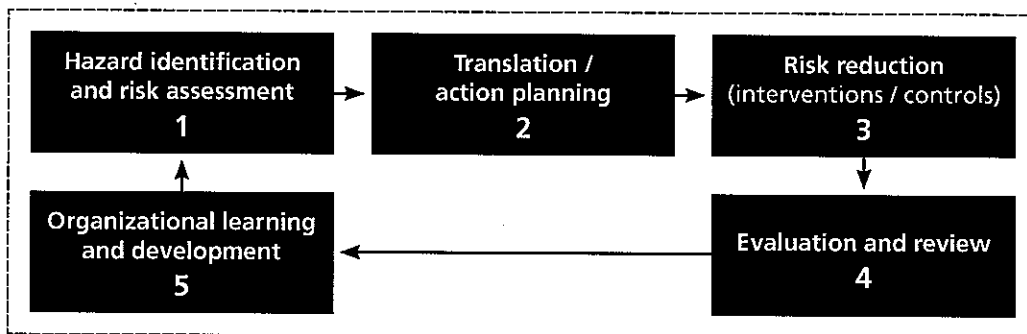 Hazard identification
and risk assessment
1
Translation /
action planning
2
Risk reduction
(interventions / controls)
3
Evaluation and review
4
Organizational learning
and development
5